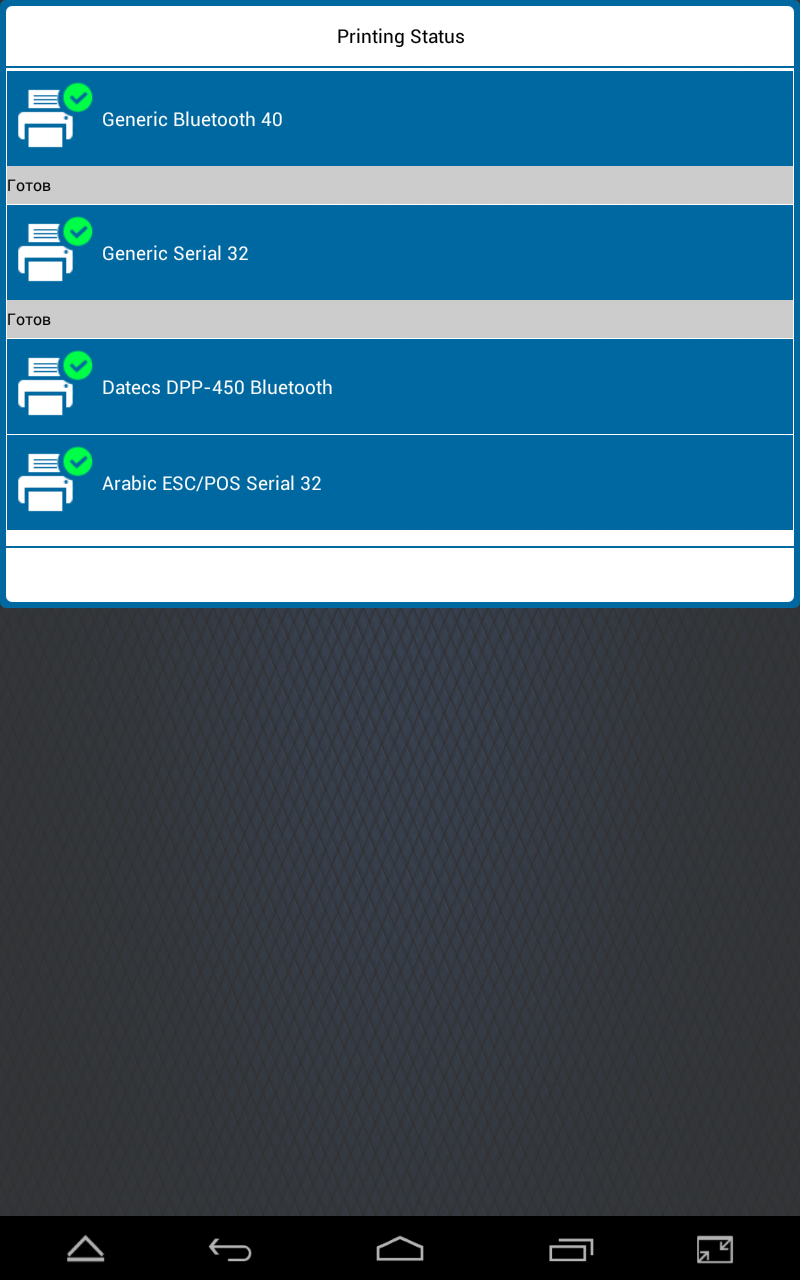 Printing Status
Generic Bluetooth 40
Готов
Generic Serial 32
Готов
Datecs DPP-450 Bluetooth
Arabic ESC/POS Serial 32